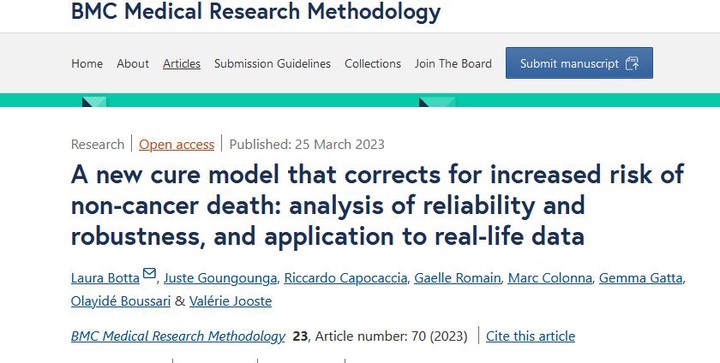 BMC Medical Research Methodology
Home About Articles Submission Guidelines Collections Join The Board Submit manuscript
Research Open access Published: 25 March 2023
A new cure model that corrects for increased risk of
non-cancer death: analysis of reliability and
robustness, and application to real-life data
Laura Botta, Juste Goungounga, Riccardo Capocaccia, Gaelle Romain, Marc Colonna, Gemma Gatta,
Olayidé Boussari & Valérie Jooste
BMC Medical Research Methodology 23, Article number: 70 (2023) Cite this article